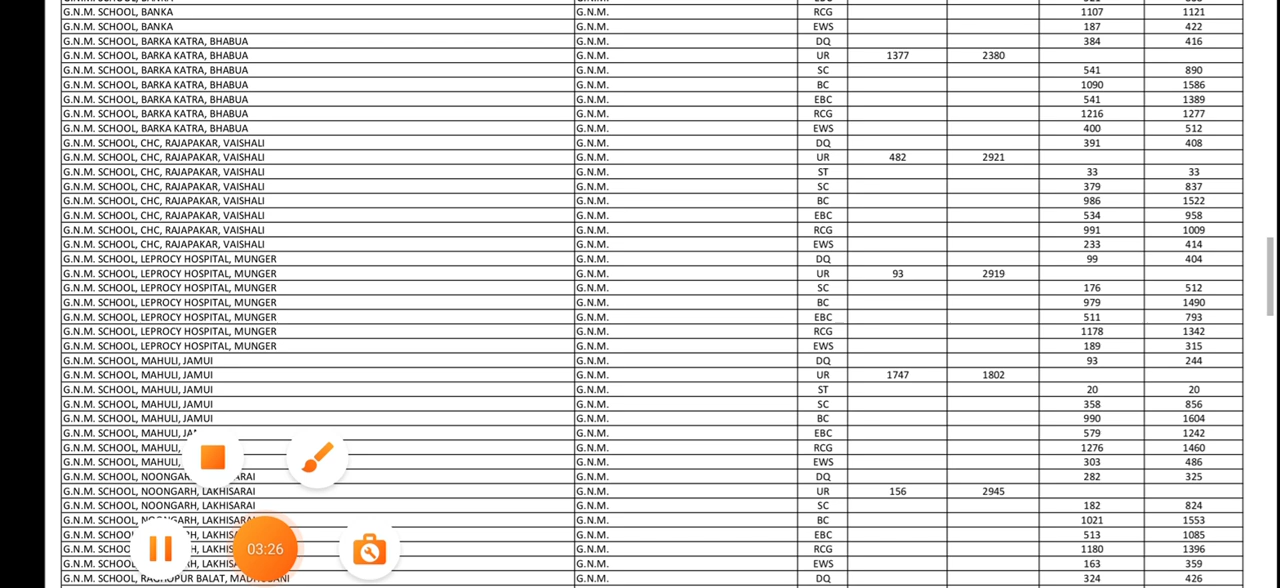 G.N.M. SCHOOL, BANKA G.N.M. RCG 1107 1121
G.N.M. SCHOOL, BANKA G.N.M. EWS 187 422
G.N.M. SCHOOL, BARKA KATRA, BHABUA G.N.M. DQ 384 416
G.N.M. SCHOOL, BARKA KATRA, BHABUA G.N.M. UR 1377 2380
G.N.M. SCHOOL, BARKA KATRA, BHABUA G.N.M. SC 541 890
G.N.M. SCHOOL, BARKA KATRA, BHABUA G.N.M. BC 1090 1586
G.N.M. SCHOOL, BARKA KATRA, BHABUA G.N.M. EBC 541 1389
G.N.M. SCHOOL, BARKA KATRA, BHABUA G.N.M. RCG 1216 1277
G.N.M. SCHOOL, BARKA KATRA, BHABUA G.N.M. EWS 400 512
G.N.M. SCHOOL, CHC, RAJAPAKAR, VAISHALI G.N.M. DQ 391 408
G.N.M. SCHOOL, CHC, RAJAPAKAR, VAISHALI G.N.M. UR 482 2921
G.N.M. SCHOOL, CHC, RAJAPAKAR, VAISHALI G.N.M. ST 33 33
G.N.M. SCHOOL, CHC, RAJAPAKAR, VAISHALI G.N.M. SC 379 837
G.N.M. SCHOOL, CHC, RAJAPAKAR, VAISHALI G.N.M. BC 986 1522
G.N.M. SCHOOL, CHC, RAJAPAKAR, VAISHALI G.N.M. EBC 534 958
G.N.M. SCHOOL, CHC, RAJAPAKAR, VAISHALI G.N.M. RCG 991 1009
G.N.M. SCHOOL, CHC, RAJAPAKAR, VAISHALI G.N.M. EWS 233 414
G.N.M. SCHOOL, LEPROCY HOSPITAL, MUNGER G.N.M. DQ 99 404
G.N.M. SCHOOL, LEPROCY HOSPITAL, MUNGER G.N.M. UR 93 2919
G.N.M. SCHOOL, LEPROCY HOSPITAL, MUNGER G.N.M. SC 176 512
G.N.M. SCHOOL, LEPROCY HOSPITAL, MUNGER G.N.M. BC 979 1490
G.N.M. SCHOOL, LEPROCY HOSPITAL, MUNGER G.N.M. EBC 511 793
G.N.M. SCHOOL, LEPROCY HOSPITAL, MUNGER G.N.M. RCG 1178 1342
G.N.M. SCHOOL, LEPROCY HOSPITAL, MUNGER G.N.M. EWS 189 315
G.N.M. SCHOOL, MAHULI, JAMUI G.N.M. DQ 93 244
G.N.M. SCHOOL, MAHULI, JAMUI G.N.M. UR 1747 1802
G.N.M. SCHOOL, MAHULI, JAMUI G.N.M. ST 20 20
G.N.M. SCHOOL, MAHULI, JAMUI G.N.M. SC 358 856
G.N.M. SCHOOL, MAHULI, JAMUI G.N.M. BC 990 1604
G.N.M. SCHOOL, MAHULI, G.N.M. EBC 579 1242
G.N.M. SCHOOL, MAHULI, G.N.M. RCG 1276 1460
G.N.M. SCHOOL, MAHULI, G.N.M. EWS 303 486
G.N.M. SCHOOL, G.N.M. DQ 282 325
G.N.M. SCHOOL, NOONGARH, LAKHISARAI G.N.M. UR 156 2945
G.N.M. SCHOOL, NOONGARH, LAKHISARAI G.N.M. SC 182 824
G.N.M. SCHOOL, G.N.M. BC 1021 1553
G.N.M. G.N.M. EBC 513 1085
G.N.M. G.N.M. RCG 1180 1396
G.N.M. G.N.M. EWS 163 359
G.N.M. SCHOOL, BALAT, G.N.M. DQ 324 426
03:26